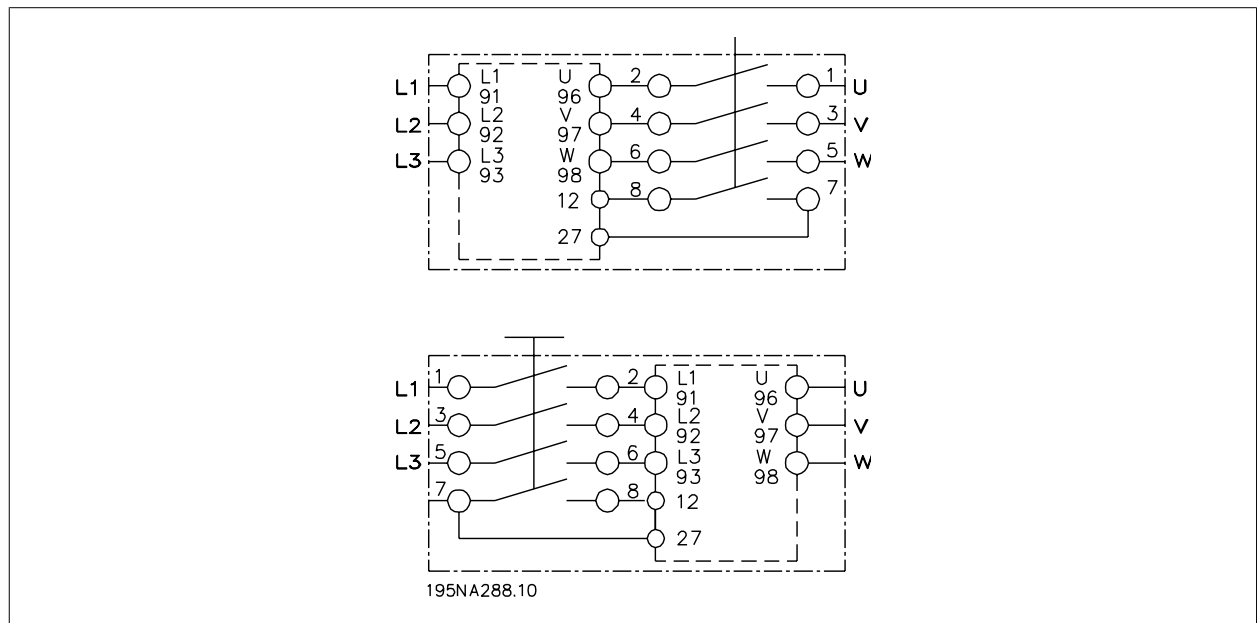 L1 L1 U 2 1 U
91 96
L2 L2 V 4 3 V
92 97
L3 L3 W 6 5 W
93 98
12 8 7
27
L1 1 2 L1 U U
91 96
L2 3 4 L2 V V
92 97
L3 5 6 L3 W W
93 98
7 8 12
27
195NA288.10